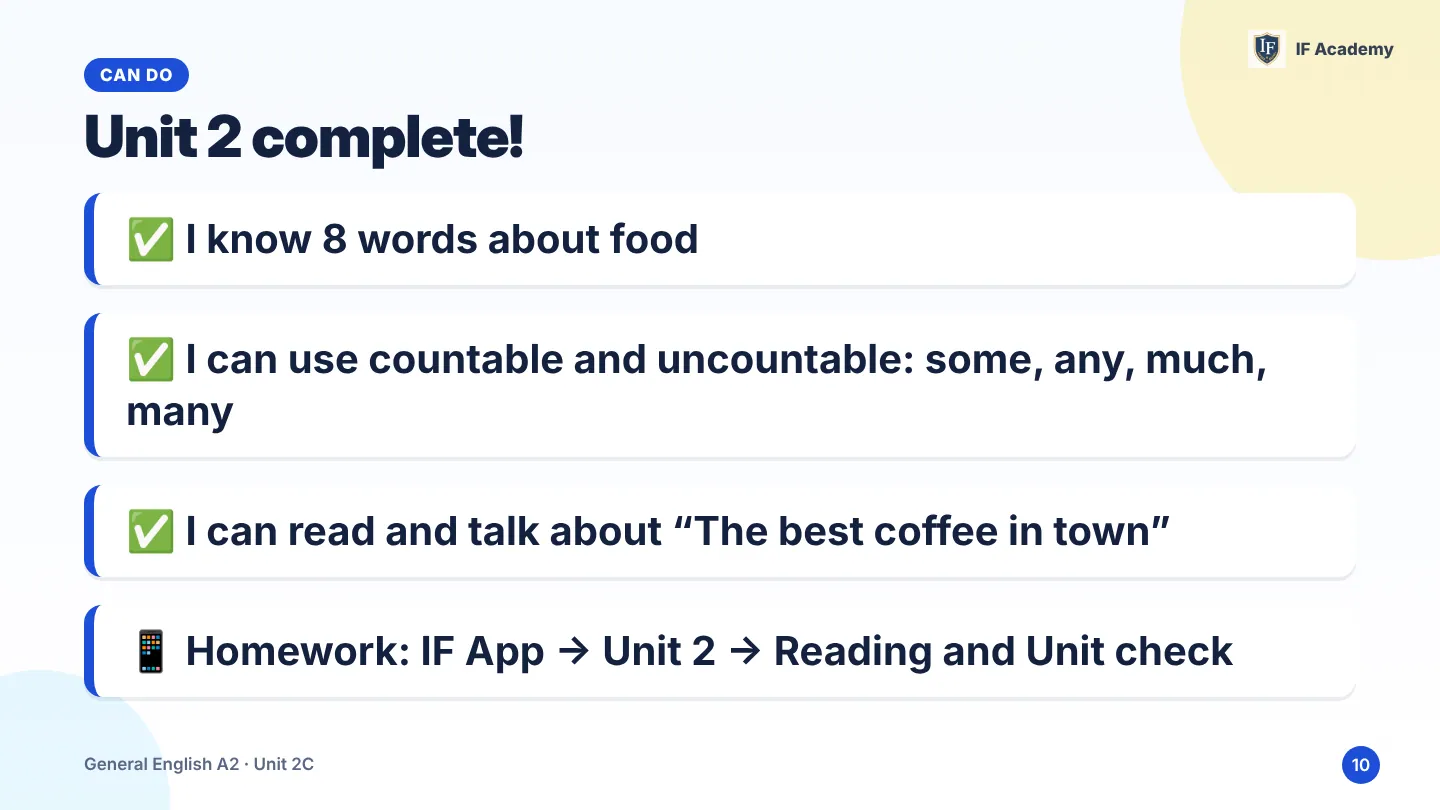 IF
IF Academy
CAN DO
Unit 2 complete!
✅ I know 8 words about food
✅ I can use countable and uncountable: some, any, much,
many
✅ I can read and talk about “The best coffee in town”
📱 Homework: IF App → Unit 2 → Reading and Unit check
General English A2 · Unit 2C
10